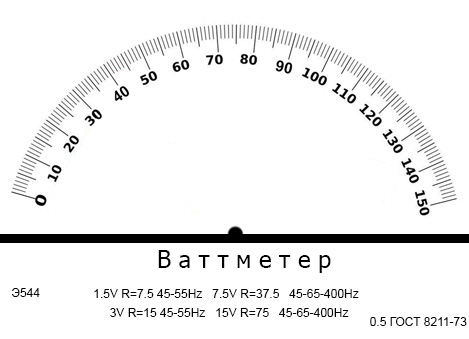 0 10 20 30 40 50 60 70 80 90 100 110 120 130 140 150
Ваттметер
Э544 1.5V R=7.5 45-55Hz 7.5V R=37.5 45-65-400Hz
3V R=15 45-55Hz 15V R=75 45-65-400Hz
0.5 ГОСТ 8211-73